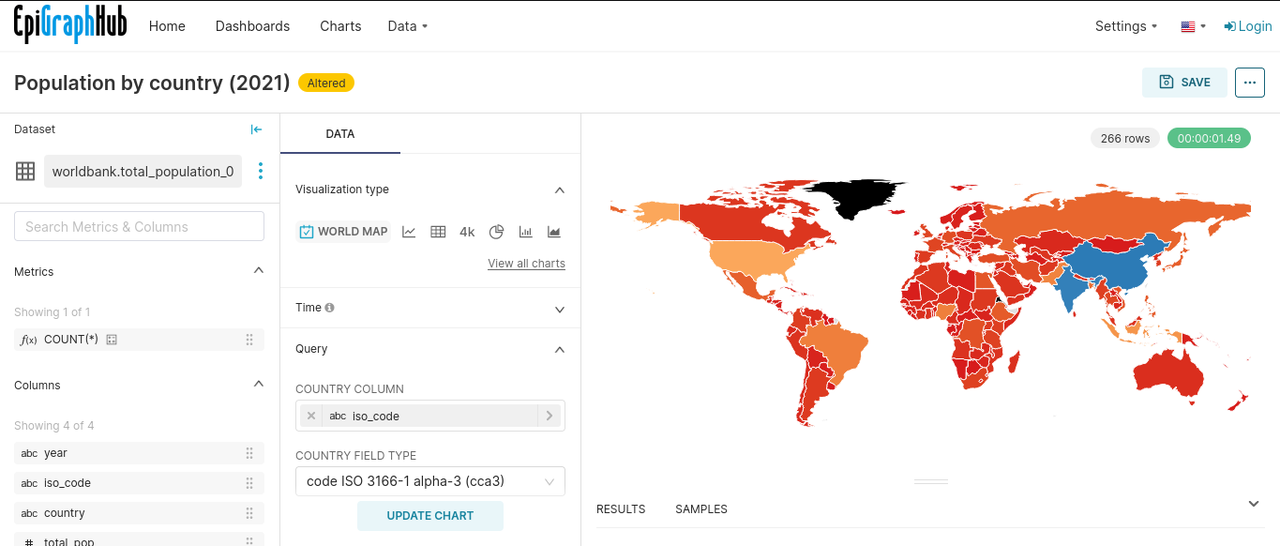 EpiGraphHub
Home Dashboards Charts Data Settings Login
Population by country (2021) Altered SAVE
Dataset
worldbank.total_population_0
Search Metrics & Columns
Metrics
Showing 1 of 1
f(x) COUNT(*)
Columns
Showing 4 of 4
abc year
abc iso_code
abc country
# total_pop
DATA
Visualization type
WORLD MAP 4k
View all charts
Time
Query
COUNTRY COLUMN
abc iso_code
COUNTRY FIELD TYPE
code ISO 3166-1 alpha-3 (cca3)
UPDATE CHART
266 rows 00:00:01.49
RESULTS SAMPLES